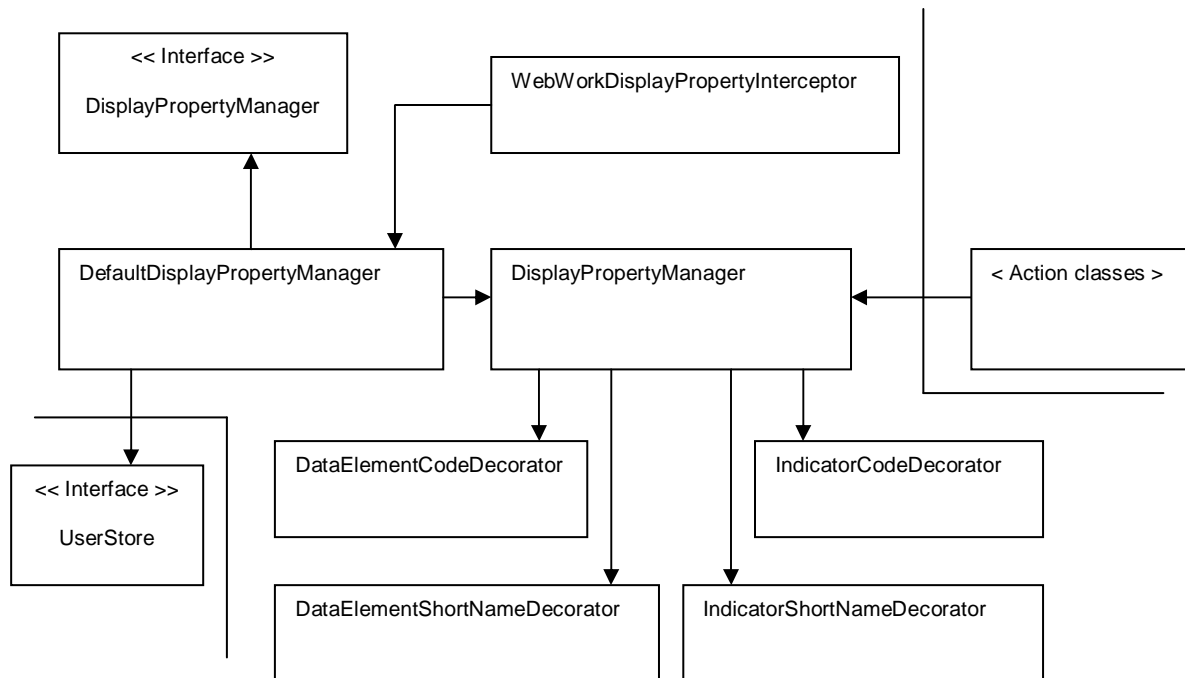 << Interface >>
DisplayPropertyManager
WebWorkDisplayPropertyInterceptor
DefaultDisplayPropertyManager
DisplayPropertyManager
< Action classes >
DataElementCodeDecorator
IndicatorCodeDecorator
<< Interface >>
UserStore
DataElementShortNameDecorator
IndicatorShortNameDecorator